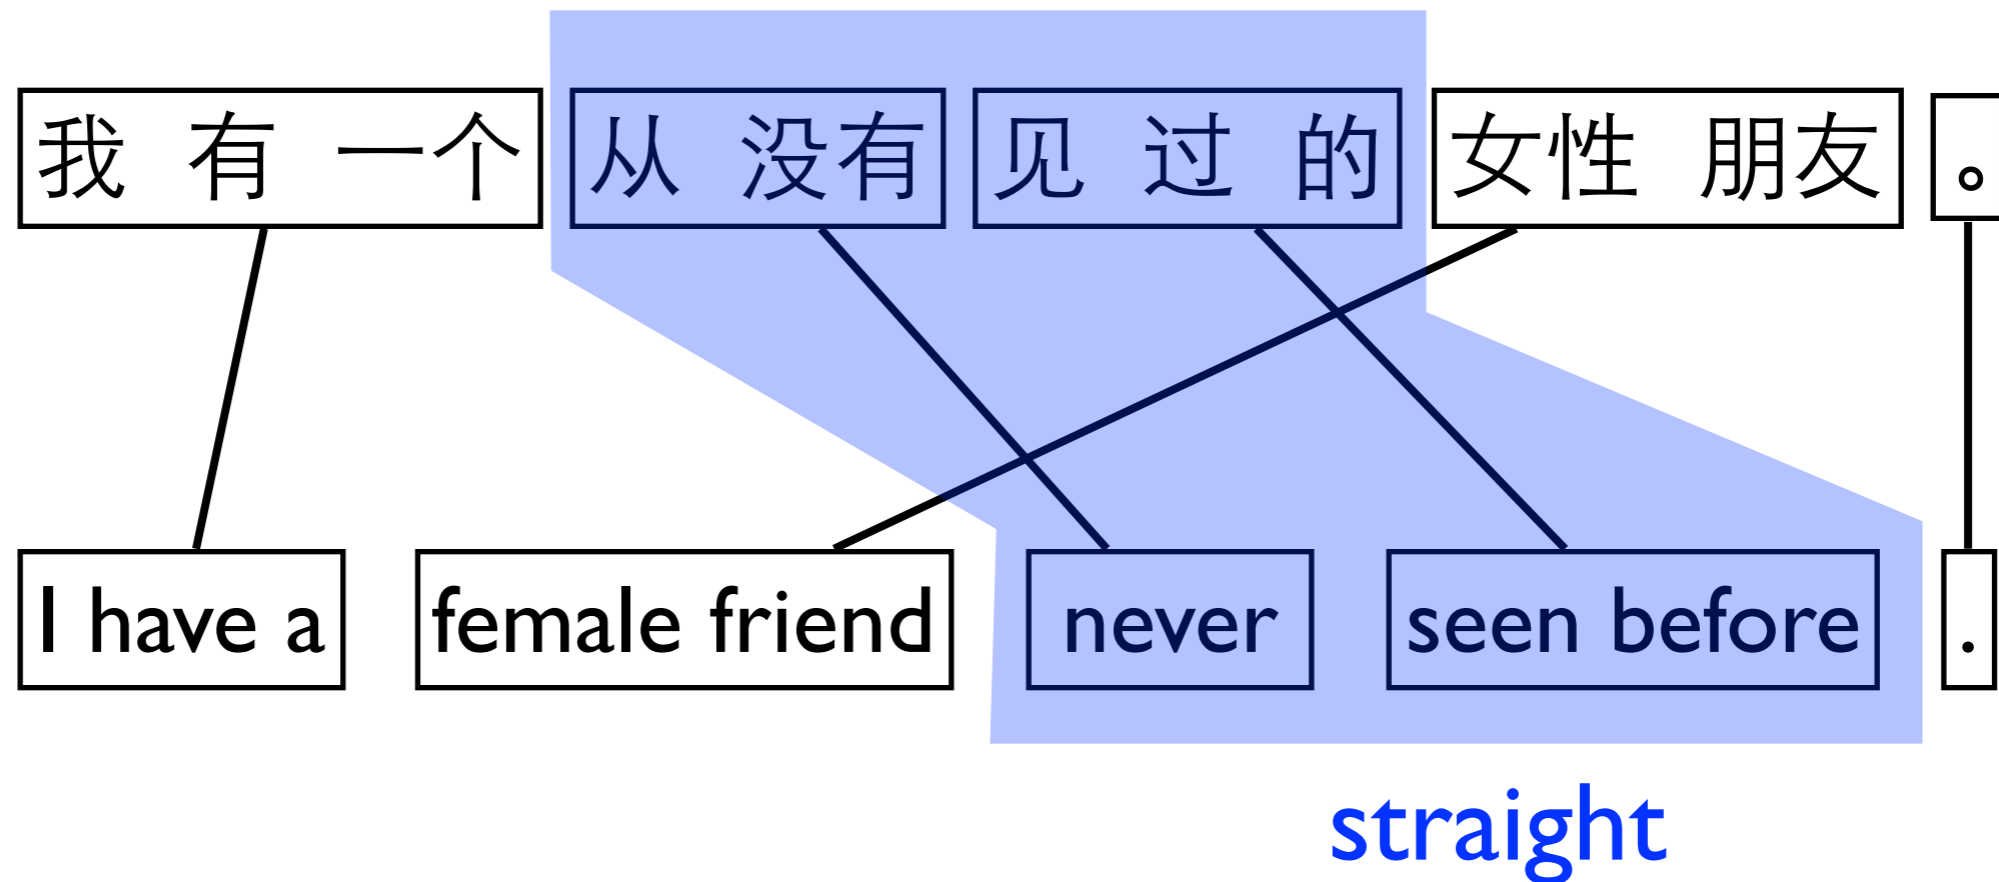 我 有 一个 从 没有 见 过 的 女性 朋友 。
I have a female friend never seen before .
straight